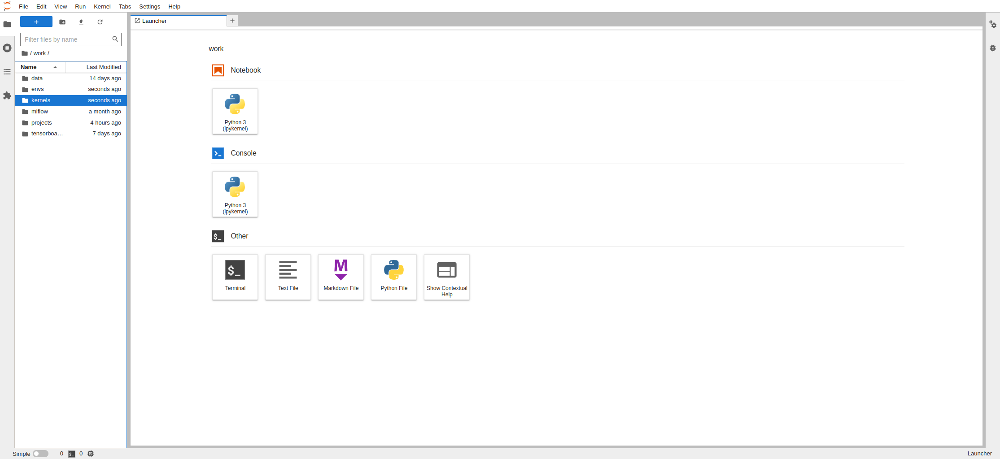 File Edit View Run Kernel Tabs Settings Help
Launcher
Filter files by name
/ work /
Name Last Modified
data 14 days ago
envs seconds ago
kernels seconds ago
mlflow a month ago
projects 4 hours ago
tensorboa… 7 days ago
work
Notebook
Python 3
(ipykernel)
Console
Python 3
(ipykernel)
$_ Other
$_
Terminal
Text File
M
Markdown File
Python File
Show Contextual
Help
Simple 0 $_ 0 Launcher